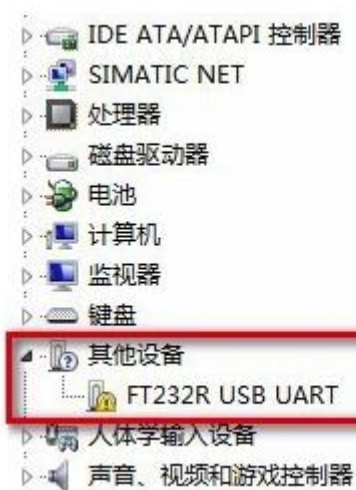 IDE ATA/ATAPI 控制器
SIMATIC NET
处理器
磁盘驱动器
电池
计算机
监视器
键盘
其他设备
FT232R USB UART
人体学输入设备
声音、视频和游戏控制器